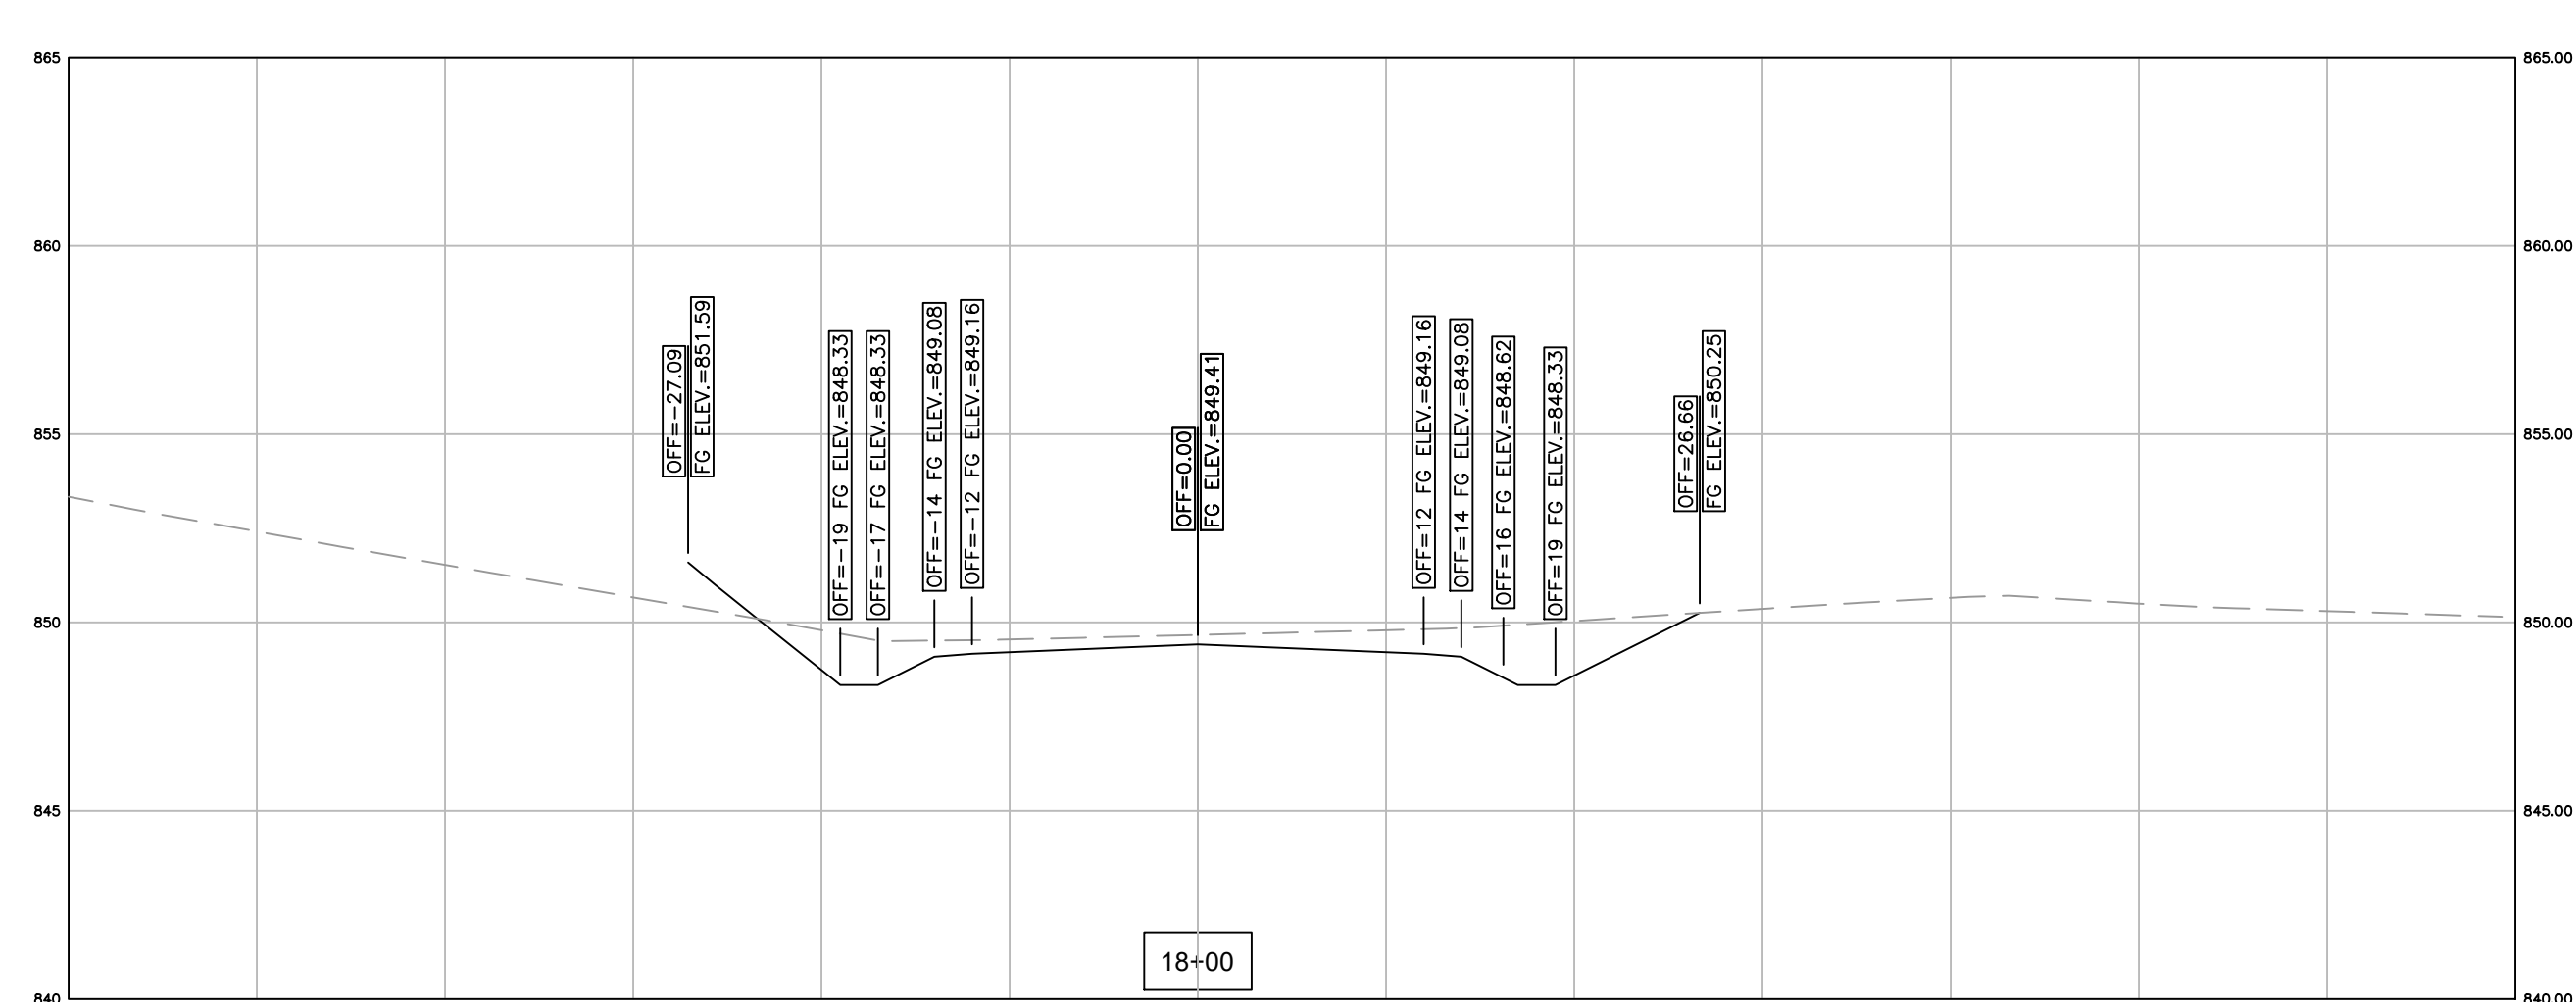 865
865.00
860
860.00
OFF=-27.09
FG ELEV.=851.59
OFF=-19 FG ELEV.=848.33
OFF=-17 FG ELEV.=848.33
OFF=-14 FG ELEV.=849.08
OFF=-12 FG ELEV.=849.16
OFF=0.00
FG ELEV.=849.41
OFF=12 FG ELEV.=849.16
OFF=14 FG ELEV.=849.08
OFF=16 FG ELEV.=848.62
OFF=19 FG ELEV.=848.33
OFF=26.66
FG ELEV.=850.25
855
855.00
850
850.00
845
845.00
18+00
840
840.00